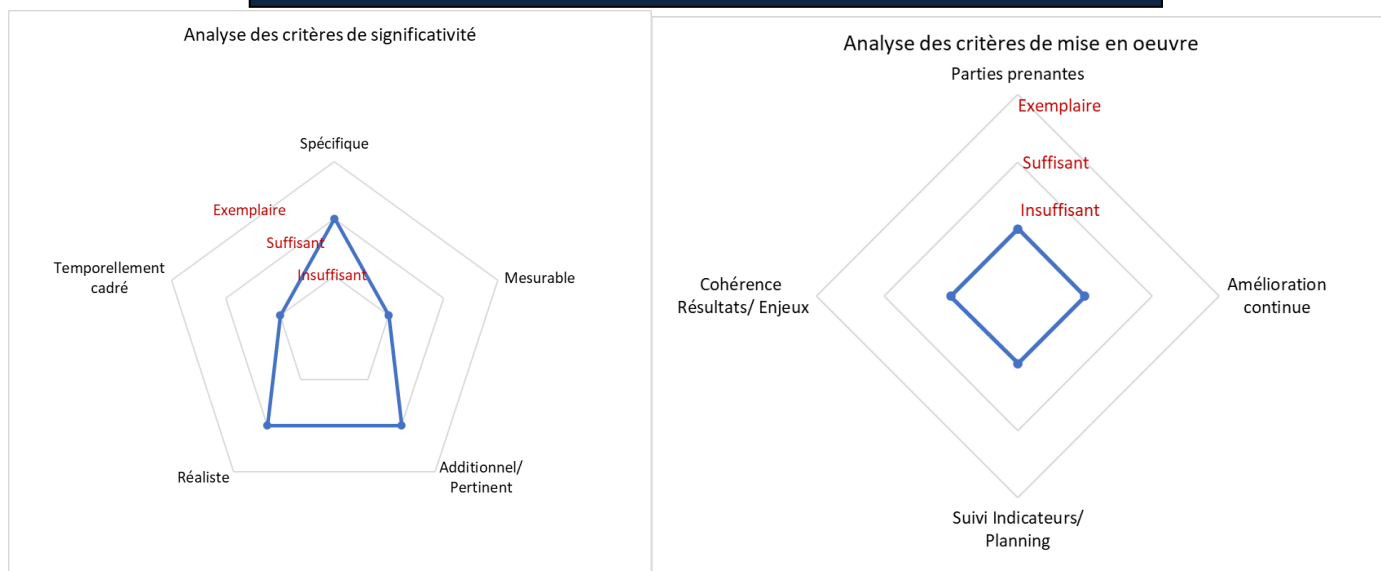 Analyse des critères de significativité
Spécifique
Exemplaire
Suffisant
Insuffisant
Temporellement
cadré
Mesurable
Réaliste
Additionnel/
Pertinent
Analyse des critères de mise en oeuvre
Parties prenantes
Exemplaire
Suffisant
Insuffisant
Cohérence
Résultats/ Enjeux
Amélioration
continue
Suivi Indicateurs/
Planning